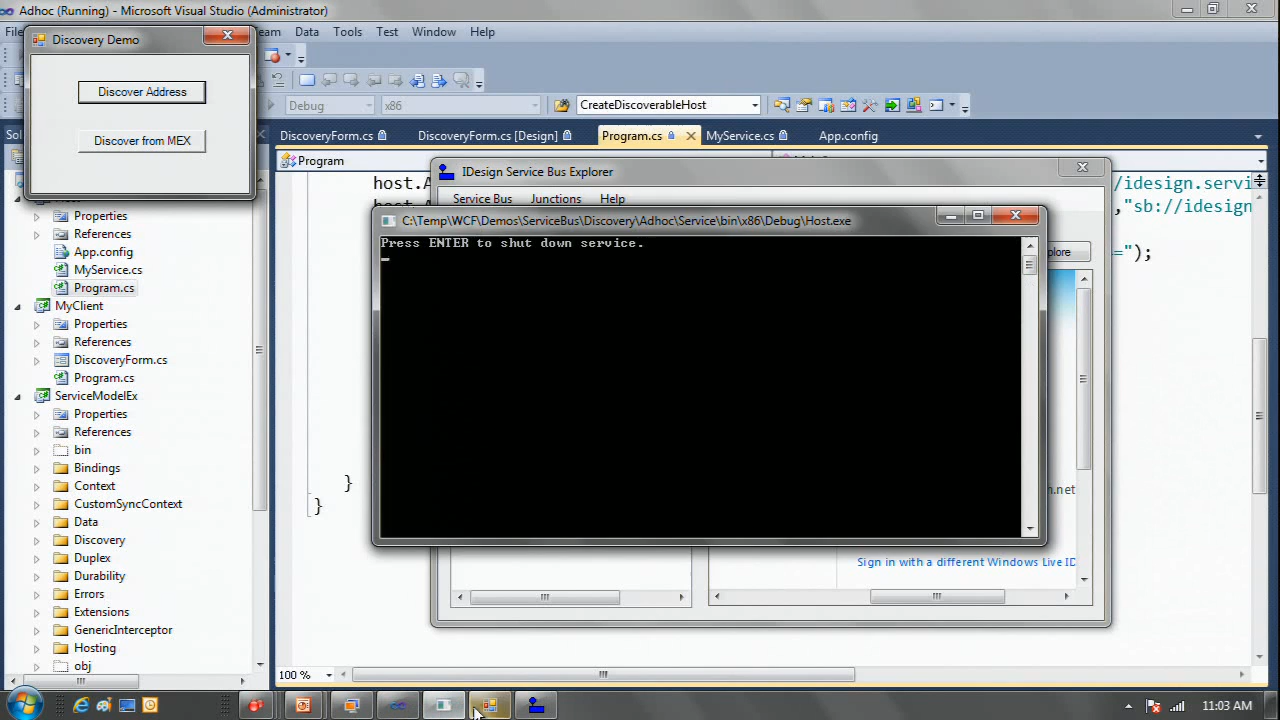 Adhoc (Running) - Microsoft Visual Studio (Administrator)
Team Data Tools Test Window Help
Discovery Demo
Discover Address
Discover from MEX
Debug
x86
CreateDiscoverableHost
DiscoveryForm.cs
DiscoveryForm.cs [Design]
Program.cs
MyService.cs
App.config
Program
host.
/idesign.servi
,"sb://idesign
=");
}
}
IDesign Service Bus Explorer
Service Bus Junctions Help
C:\Temp\WCF\Demos\ServiceBus\Discovery\Adhoc\Service\bin\x86\Debug\Host.exe
Press ENTER to shut down service.
Sign in with a different Windows Live ID
Properties
References
App.config
MyService.cs
Program.cs
MyClient
Properties
References
DiscoveryForm.cs
Program.cs
ServiceModelEx
Properties
References
bin
Bindings
Context
CustomSyncContext
Data
Discovery
Duplex
Durability
Errors
Extensions
GenericInterceptor
Hosting
obj
100 %
11:03 AM